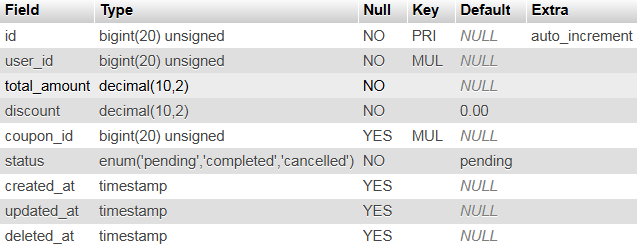 Field Type Null Key Default Extra
id bigint(20) unsigned NO PRI NULL auto_increment
user_id bigint(20) unsigned NO MUL NULL
total_amount decimal(10,2) NO NULL
discount decimal(10,2) NO 0.00
coupon_id bigint(20) unsigned YES MUL NULL
status enum('pending','completed','cancelled') NO pending
created_at timestamp YES NULL
updated_at timestamp YES NULL
deleted_at timestamp YES NULL